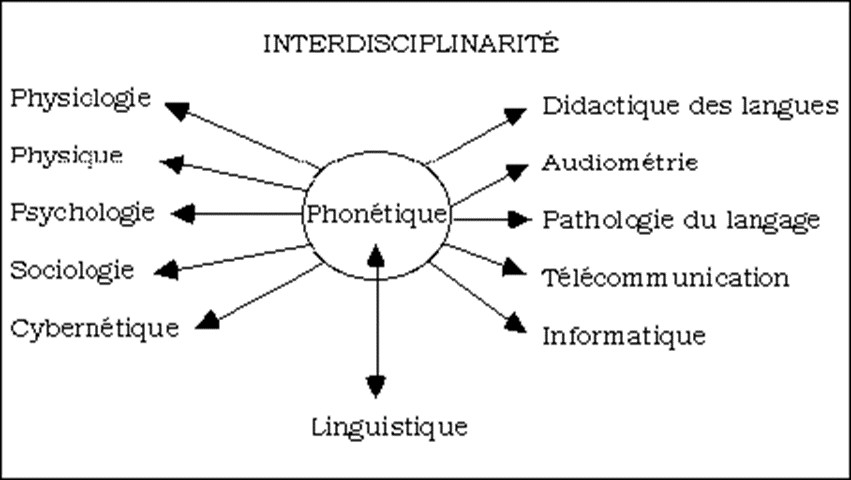 INTERDISCIPLINARITÉ
Physiologie
Physique
Psychologie
Sociologie
Cybernétique
Phonétique
Linguistique
Didactique des langues
Audiométrie
Pathologie du langage
Télécommunication
Informatique